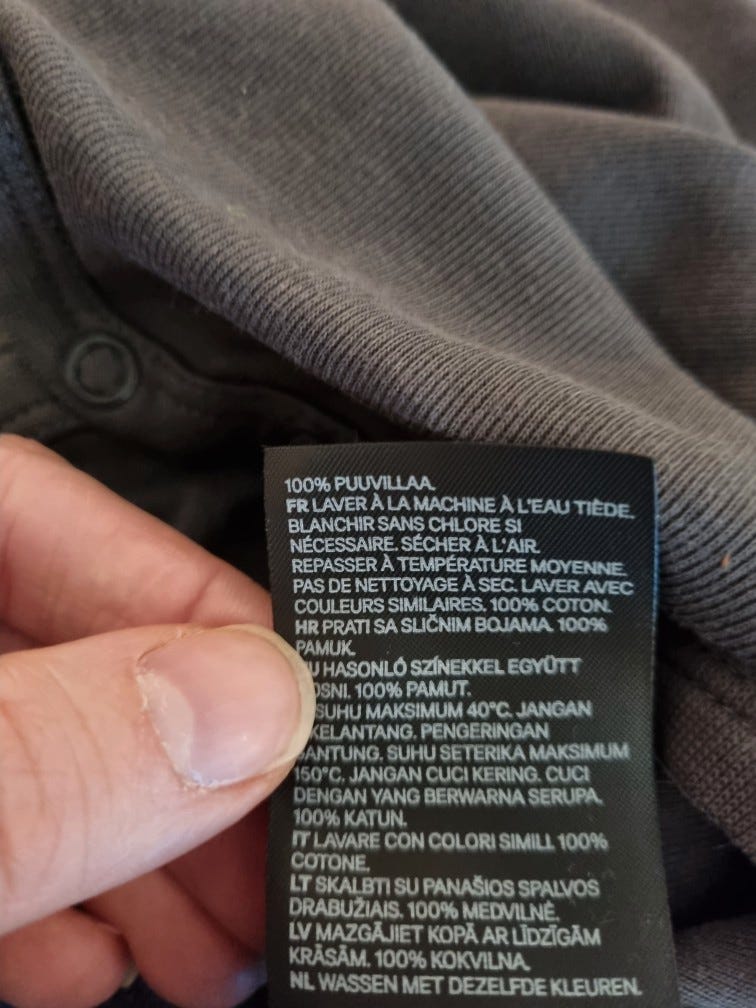 100% PUUVILLAA.
FR LAVER À LA MACHINE À L'EAU TIÈDE.
BLANCHIR SANS CHLORE SI
NÉCESSAIRE. SÉCHER À L'AIR.
REPASSER À TEMPÉRATURE MOYENNE.
PAS DE NETTOYAGE À SEC. LAVER AVEC
COULEURS SIMILAIRES. 100% COTON.
HR PRATI SA SLIČNIM BOJAMA. 100%
PAMUK.
HASONLÓ SZÍNEKKEL EGYÜTT
100% PAMUT.
SUHU MAKSIMUM 40°C. JANGAN
KELANTANG. PENGERINGAN
SUHU SETERIKA MAKSIMUM
150°C. JANGAN CUCI KERING. CUCI
DENGAN YANG BERWARNA SERUPA.
100% KATUN.
IT LAVARE CON COLORI SIMILI. 100%
COTONE.
LT SKALBTI SU PANAŠIOS SPALVOS
DRABUŽIAIS. 100% MEDVILNĖ.
LV MAZGĀJIET KOPĀ AR LĪDZĪGĀM
KRĀSĀM. 100% KOKVILNA.
NL WASSEN MET DEZELFDE KLEUREN.